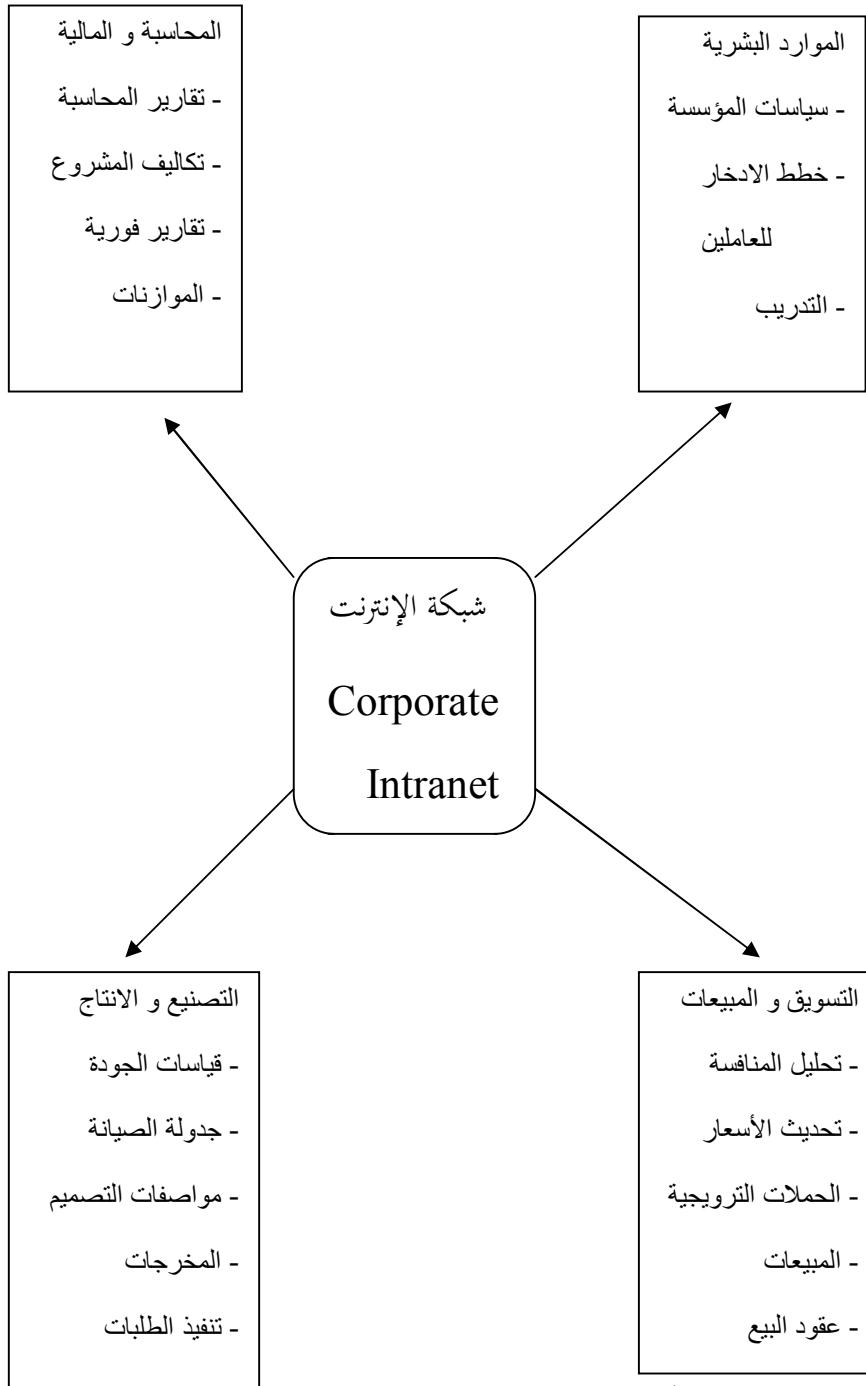 الموارد البشرية
- سياسات المؤسسة
- خطط الادخار
للعاملين
- التدريب
المحاسبة و المالية
- تقارير المحاسبة
- تكاليف المشروع
- تقارير فورية
- الموازنات
شبكة الإنترنت
Corporate
Intranet
التسويق و المبيعات
- تحليل المنافسة
- تحديث الأسعار
- الحملات الترويجية
- المبيعات
- عقود البيع
التصنيع و الانتاج
- قياسات الجودة
- جدولة الصيانة
- مواصفات التصميم
- المخرجات
- تنفيذ الطلبات